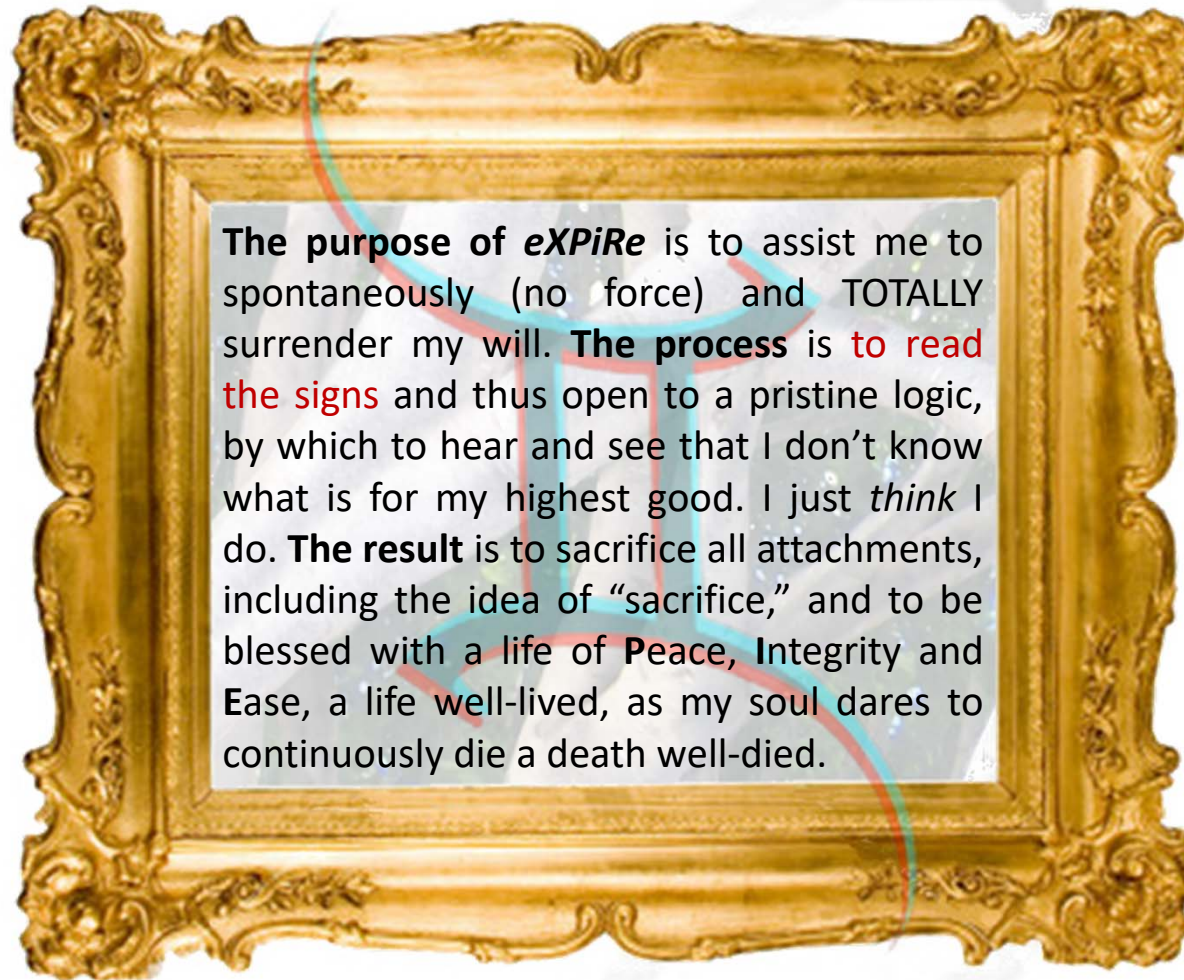 The purpose of eXPiRe is to assist me to
spontaneously (no force) and TOTALLY
surrender my will. The process is to read
the signs and thus open to a pristine logic,
by which to hear and see that I don’t know
what is for my highest good. I just think I
do. The result is to sacrifice all attachments,
including the idea of “sacrifice,” and to be
blessed with a life of Peace, Integrity and
Ease, a life well-lived, as my soul dares to
continuously die a death well-died.